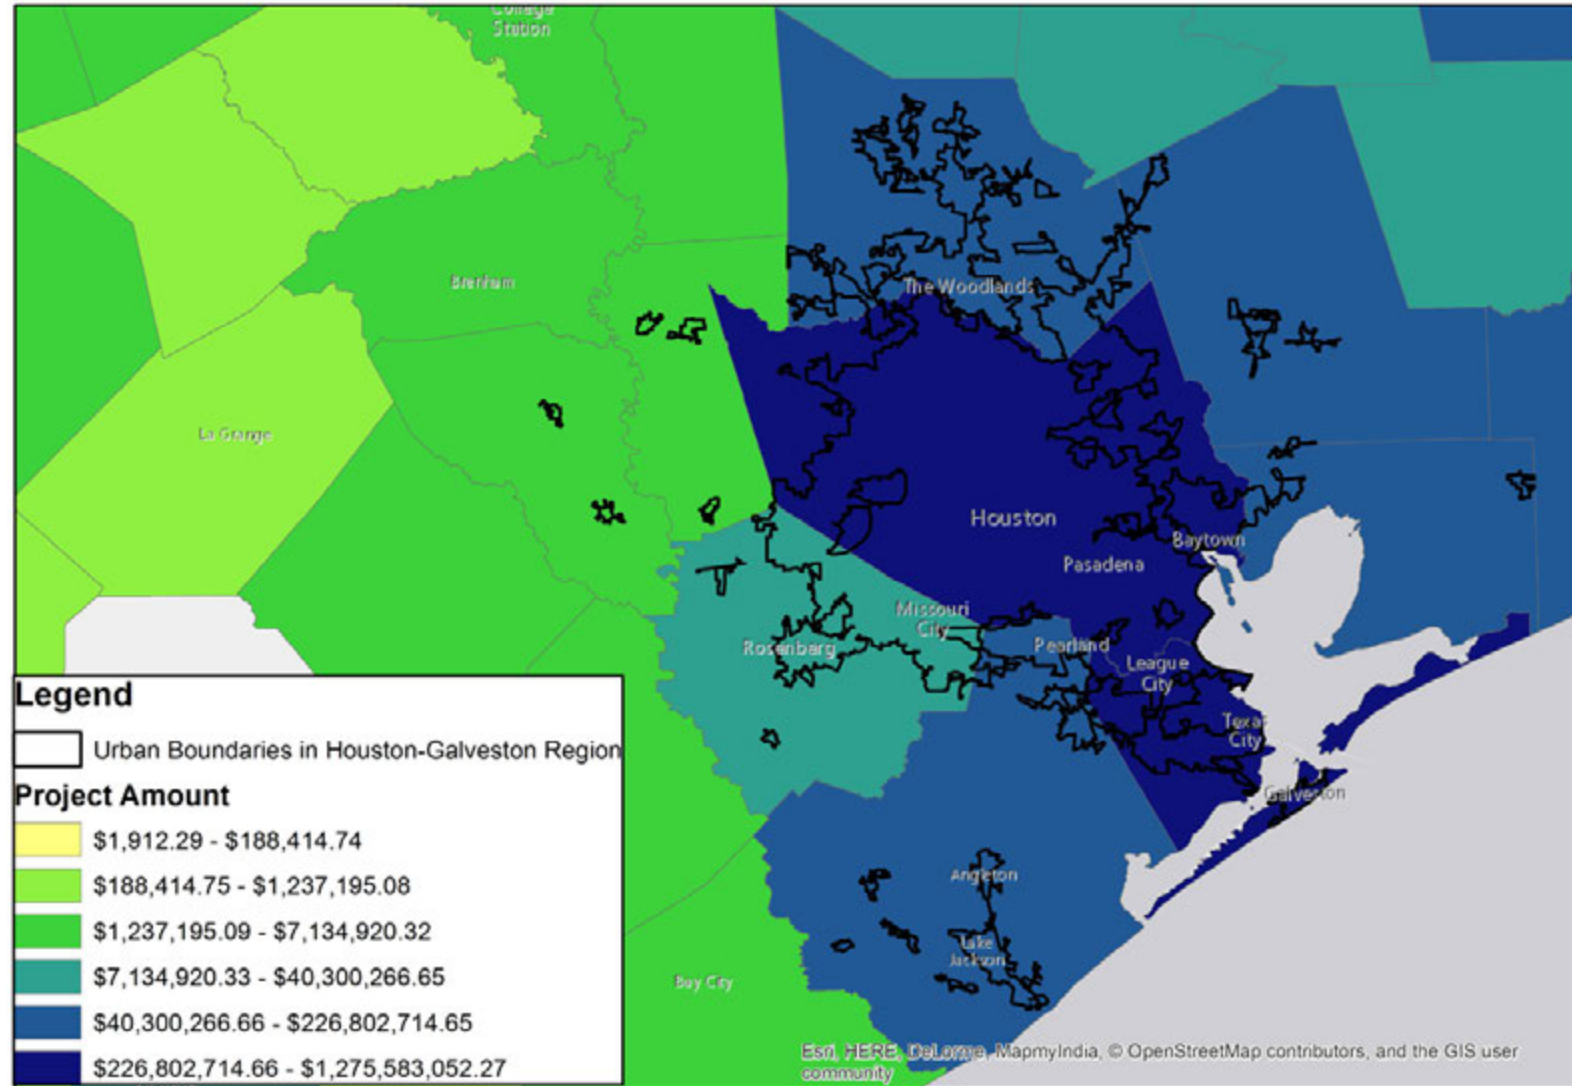 College
Station
Brenham
The Woodlands
La Grange
Houston
Baytown
Pasadena
Missouri
City
Rosenberg
Pearland
League
City
Texas
City
Galveston
Angleton
Lake
Jackson
Bay City
Legend
Urban Boundaries in Houston-Galveston Region
Project Amount
$1,912.29 - $188,414.74
$188,414.75 - $1,237,195.08
$1,237,195.09 - $7,134,920.32
$7,134,920.33 - $40,300,266.65
$40,300,266.66 - $226,802,714.65
$226,802,714.66 - $1,275,583,052.27
Esri, HERE, DeLorme, MapmyIndia, © OpenStreetMap contributors, and the GIS user
community